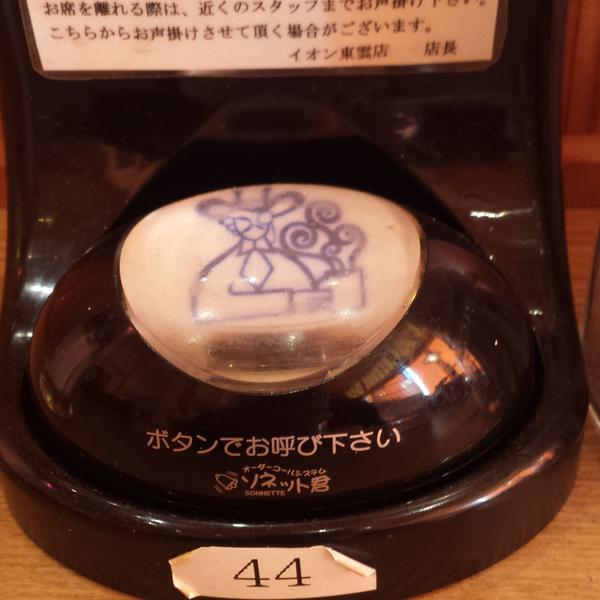 お席を離れる際は、近くのスタッフまでお声掛け下さい。
こちらからお声掛けさせて頂く場合がございます。
イオン東雲店 店長
ボタンでお呼び下さい
オーダーコールシステム
ソネット君
SONNETTE
44